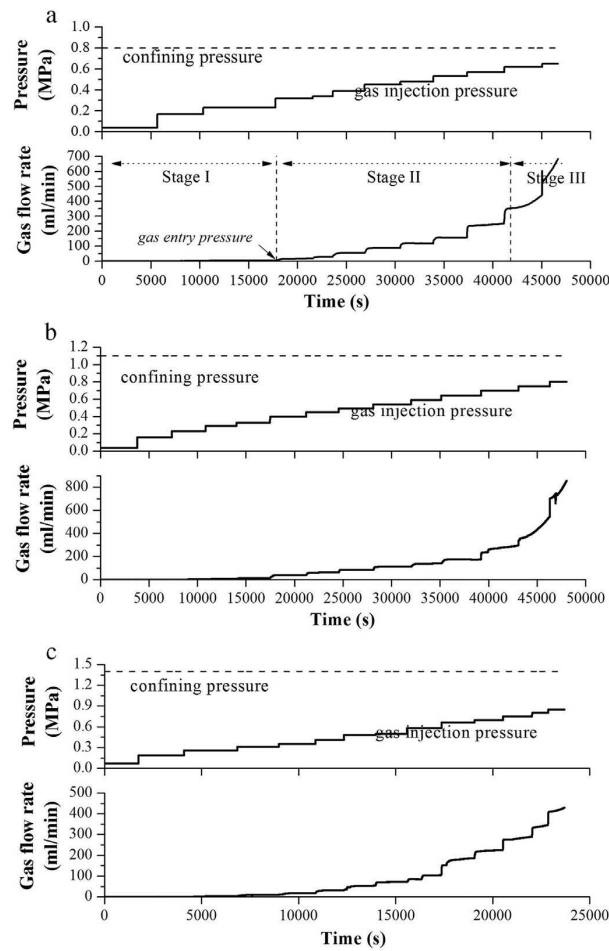 a
1.0
0.8
0.6
0.4
0.2
0.0
Pressure
(MPa)
confining pressure
gas injection pressure
700
600
500
400
300
200
100
0
Gas flow rate
(ml/min)
Stage I
Stage II
Stage III
gas entry pressure
0 5000 10000 15000 20000 25000 30000 35000 40000 45000 50000
Time (s)
b
1.2
1.0
0.8
0.6
0.4
0.2
0.0
Pressure
(MPa)
confining pressure
gas injection pressure
800
600
400
200
0
Gas flow rate
(ml/min)
0 5000 10000 15000 20000 25000 30000 35000 40000 45000 50000
Time (s)
c
1.5
1.2
0.9
0.6
0.3
0.0
Pressure
(MPa)
confining pressure
gas injection pressure
500
400
300
200
100
0
Gas flow rate
(ml/min)
0 5000 10000 15000 20000 25000
Time (s)